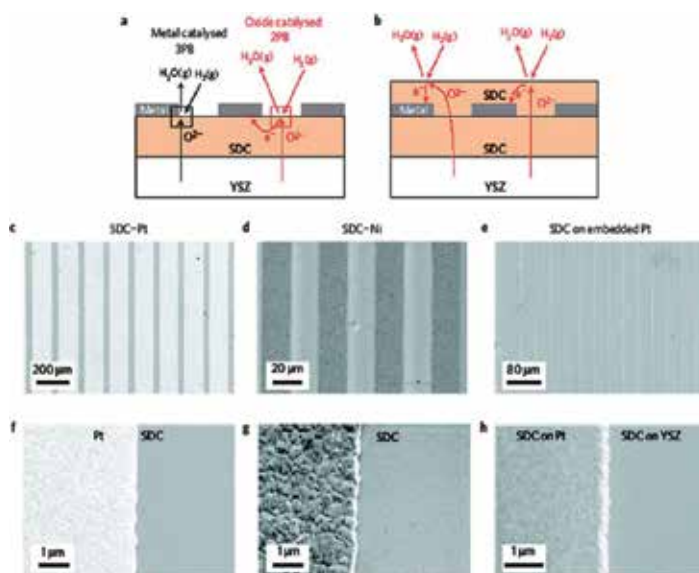 a
Metal catalysed
3PB
Oxide catalysed
2PB
H₂O(g)
H₂(g)
H₂O(g)
H₂(g)
Metal
O²⁻
e⁻
O²⁻
SDC
YSZ
b
H₂O(g)
H₂(g)
H₂O(g)
H₂(g)
SDC
e⁻
O²⁻
e⁻
O²⁻
Metal
SDC
YSZ
c
SDC–Pt
200 µm
d
SDC–Ni
20 µm
e
SDC on embedded Pt
80 µm
f
Pt
SDC
1 µm
g
SDC
1 µm
h
SDC on Pt
SDC on YSZ
1 µm